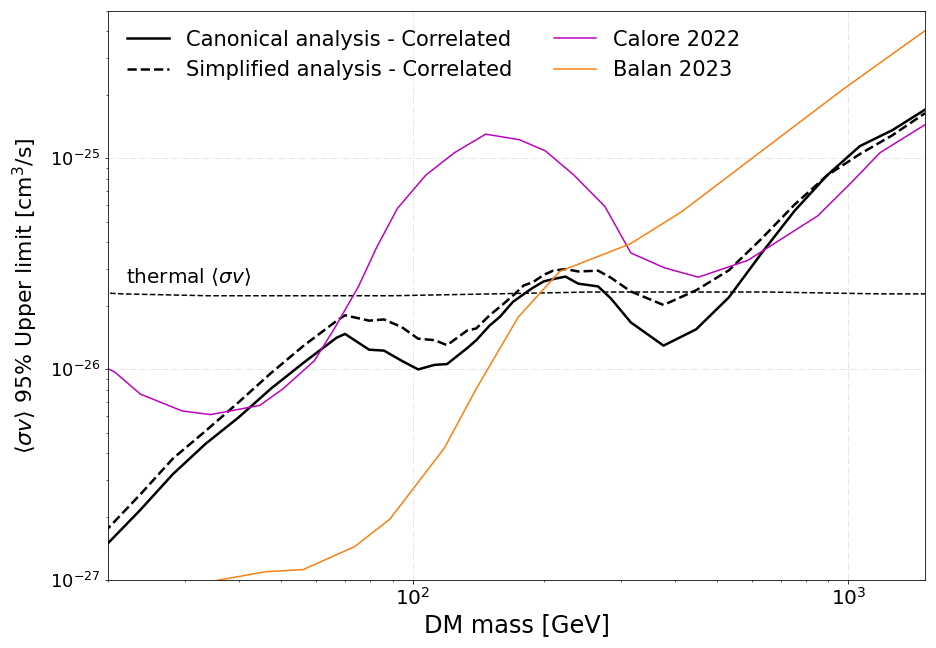 Canonical analysis - Correlated
Simplified analysis - Correlated
Calore 2022
Balan 2023
⟨σv⟩ 95% Upper limit [cm³/s]
10⁻²⁵
10⁻²⁶
10⁻²⁷
thermal ⟨σv⟩
10²
10³
DM mass [GeV]